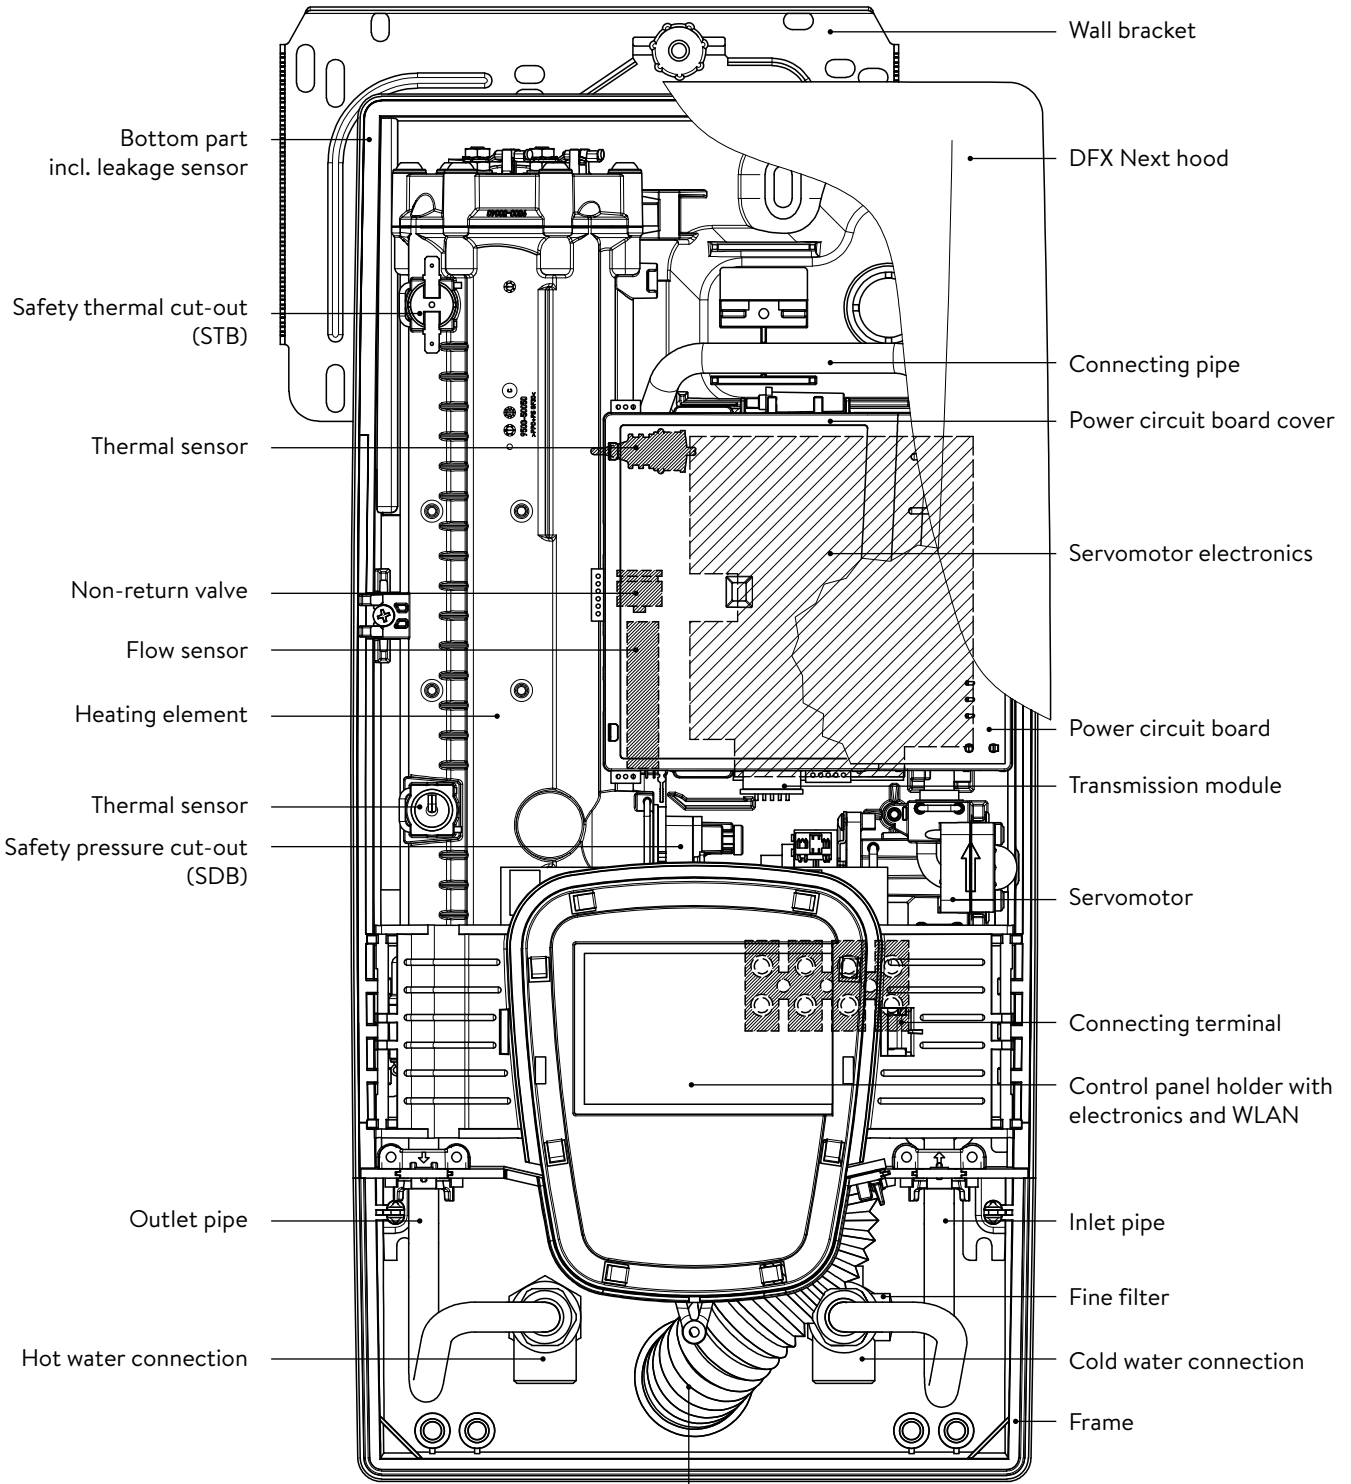 Wall bracket
Bottom part
incl. leakage sensor
DFX Next hood
Safety thermal cut-out
(STB)
Connecting pipe
Power circuit board cover
Thermal sensor
Servomotor electronics
Non-return valve
Flow sensor
Heating element
Power circuit board
Transmission module
Thermal sensor
Safety pressure cut-out
(SDB)
Servomotor
Connecting terminal
Control panel holder with
electronics and WLAN
Outlet pipe
Inlet pipe
Fine filter
Hot water connection
Cold water connection
Frame